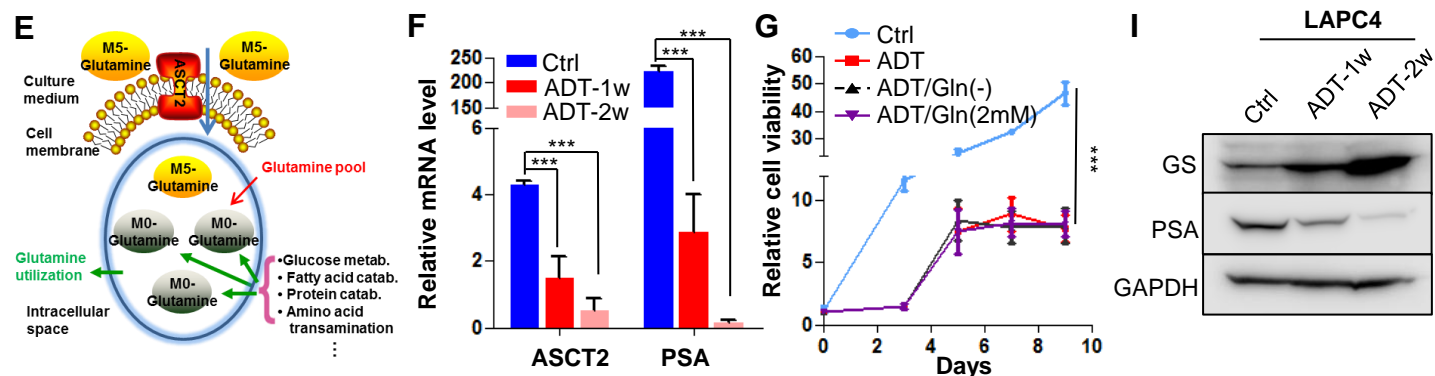 E
M5-
Glutamine
M5-
Glutamine
ASCT2
Culture
medium
Cell
membrane
M5-
Glutamine
Glutamine pool
M0-
Glutamine
M0-
Glutamine
Glutamine
utilization
M0-
Glutamine
Intracellular
space
• Glucose metab.
• Fatty acid catab.
• Protein catab.
• Amino acid
transamination
⋮
F
Relative mRNA level
250
200
150
6
4
2
0
Ctrl
ADT-1w
ADT-2w
***
***
***
***
ASCT2
PSA
G
Relative cell viability
60
50
40
30
10
5
0
Ctrl
ADT
ADT/Gln(-)
ADT/Gln(2mM)
***
0
2
4
6
8
10
Days
I
LAPC4
Ctrl
ADT-1w
ADT-2w
GS
PSA
GAPDH